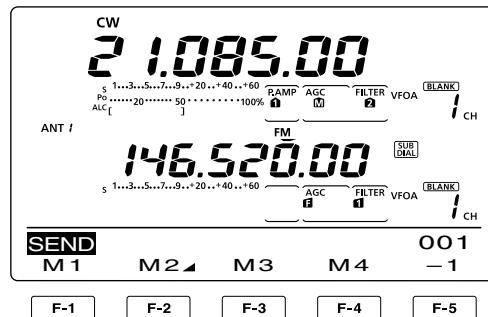 CW
21.085.00
S 1...3...5...7...9..+20..+40..+60
Po ......20....... 50 ..........100%
ALC [ ]
P.AMP AGC FILTER VFOA BLANK
1 M 2 1 CH
ANT 1
FM
146.520.00
SUB DIAL
S 1...3...5...7...9..+20..+40..+60
AGC FILTER VFOA BLANK
F 1 1 CH
SEND 001
M1 M2◢ M3 M4 –1
F-1 F-2 F-3 F-4 F-5